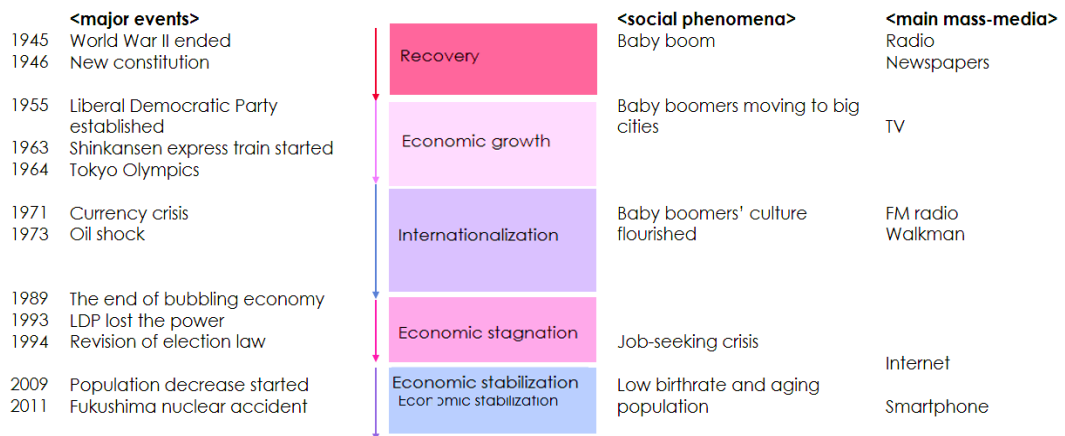 <major events> <social phenomena> <main mass-media>
1945 World War II ended Baby boom Radio
1946 New constitution Recovery Newspapers
1955 Liberal Democratic Party Baby boomers moving to big
established cities TV
Economic growth
1963 Shinkansen express train started
1964 Tokyo Olympics
1971 Currency crisis Baby boomers’ culture FM radio
1973 Oil shock Internationalization flourished Walkman
1989 The end of bubbling economy
1993 LDP lost the power
Economic stagnation
1994 Revision of election law Job-seeking crisis
Internet
2009 Population decrease started Economic stabilization Low birthrate and aging
2011 Fukushima nuclear accident Economic stabilization population Smartphone